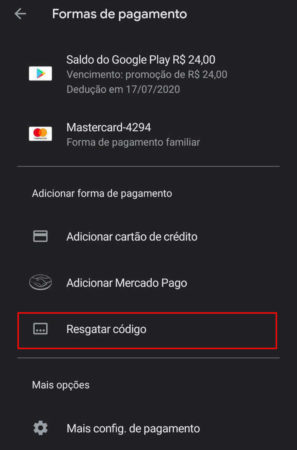 Formas de pagamento
Saldo do Google Play R$ 24,00
Vencimento: promoção de R$ 24,00
Dedução em 17/07/2020
Mastercard-4294
Forma de pagamento familiar
Adicionar forma de pagamento
Adicionar cartão de crédito
Adicionar Mercado Pago
Resgatar código
Mais opções
Mais config. de pagamento